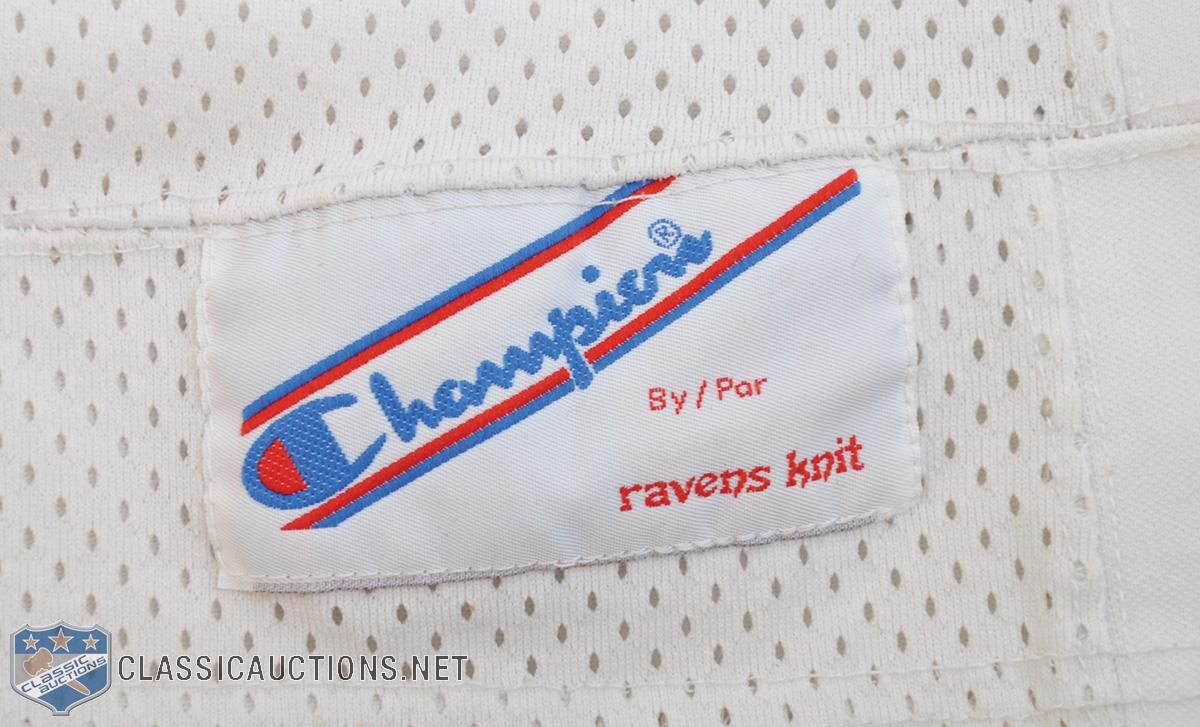 Champion®
By / Par
ravens knit
CLASSIC
AUCTIONS
CLASSICAUCTIONS.NET